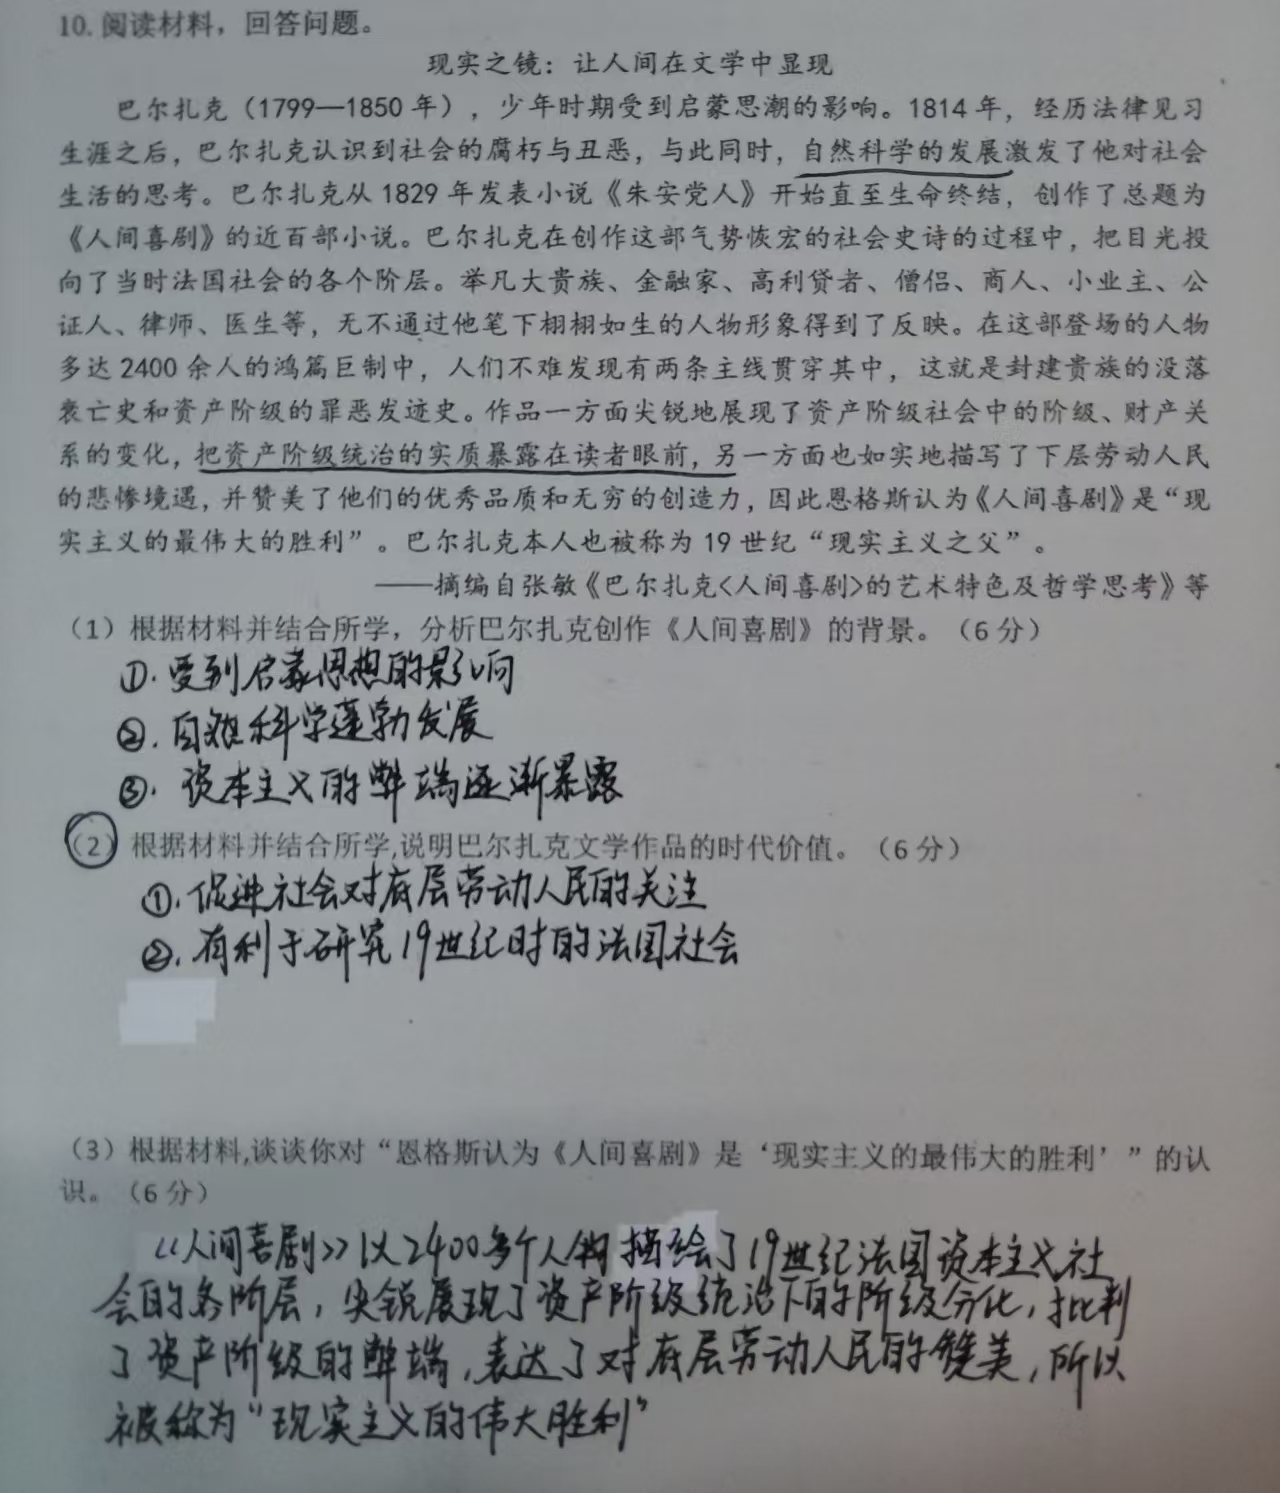 10. 阅读材料，回答问题。
现实之镜：让人间在文学中显现
巴尔扎克（1799—1850 年），少年时期受到启蒙思潮的影响。1814 年，经历法律见习
生涯之后，巴尔扎克认识到社会的腐朽与丑恶，与此同时，自然科学的发展激发了他对社会
生活的思考。巴尔扎克从 1829 年发表小说《朱安党人》开始直至生命终结，创作了总题为
《人间喜剧》的近百部小说。巴尔扎克在创作这部气势恢宏的社会史诗的过程中，把目光投
向了当时法国社会的各个阶层。举凡大贵族、金融家、高利贷者、僧侣、商人、小业主、公
证人、律师、医生等，无不通过他笔下栩栩如生的人物形象得到了反映。在这部登场的人物
多达 2400 余人的鸿篇巨制中，人们不难发现有两条主线贯穿其中，这就是封建贵族的没落
衰亡史和资产阶级的罪恶发迹史。作品一方面尖锐地展现了资产阶级社会中的阶级、财产关
系的变化，把资产阶级统治的实质暴露在读者眼前，另一方面也如实地描写了下层劳动人民
的悲惨境遇，并赞美了他们的优秀品质和无穷的创造力，因此恩格斯认为《人间喜剧》是“现
实主义的最伟大的胜利”。巴尔扎克本人也被称为 19 世纪“现实主义之父”。
——摘编自张敏《巴尔扎克<人间喜剧>的艺术特色及哲学思考》等
（1）根据材料并结合所学，分析巴尔扎克创作《人间喜剧》的背景。（6 分）
①. 受到启蒙思想的影响
②. 自然科学蓬勃发展
③. 资本主义的弊端逐渐暴露
（2）根据材料并结合所学,说明巴尔扎克文学作品的时代价值。（6 分）
①. 促进社会对底层劳动人民的关注
②. 有利于研究19世纪时的法国社会
（3）根据材料,谈谈你对“恩格斯认为《人间喜剧》是‘现实主义的最伟大的胜利’”的认
识。（6 分）
《人间喜剧》以2400多个人物描绘了19世纪法国资本主义社
会的各阶层，尖锐展现了资产阶级统治下的阶级分化，批判
了资产阶级的弊端，表达了对底层劳动人民的赞美，所以
被称为“现实主义的伟大胜利”